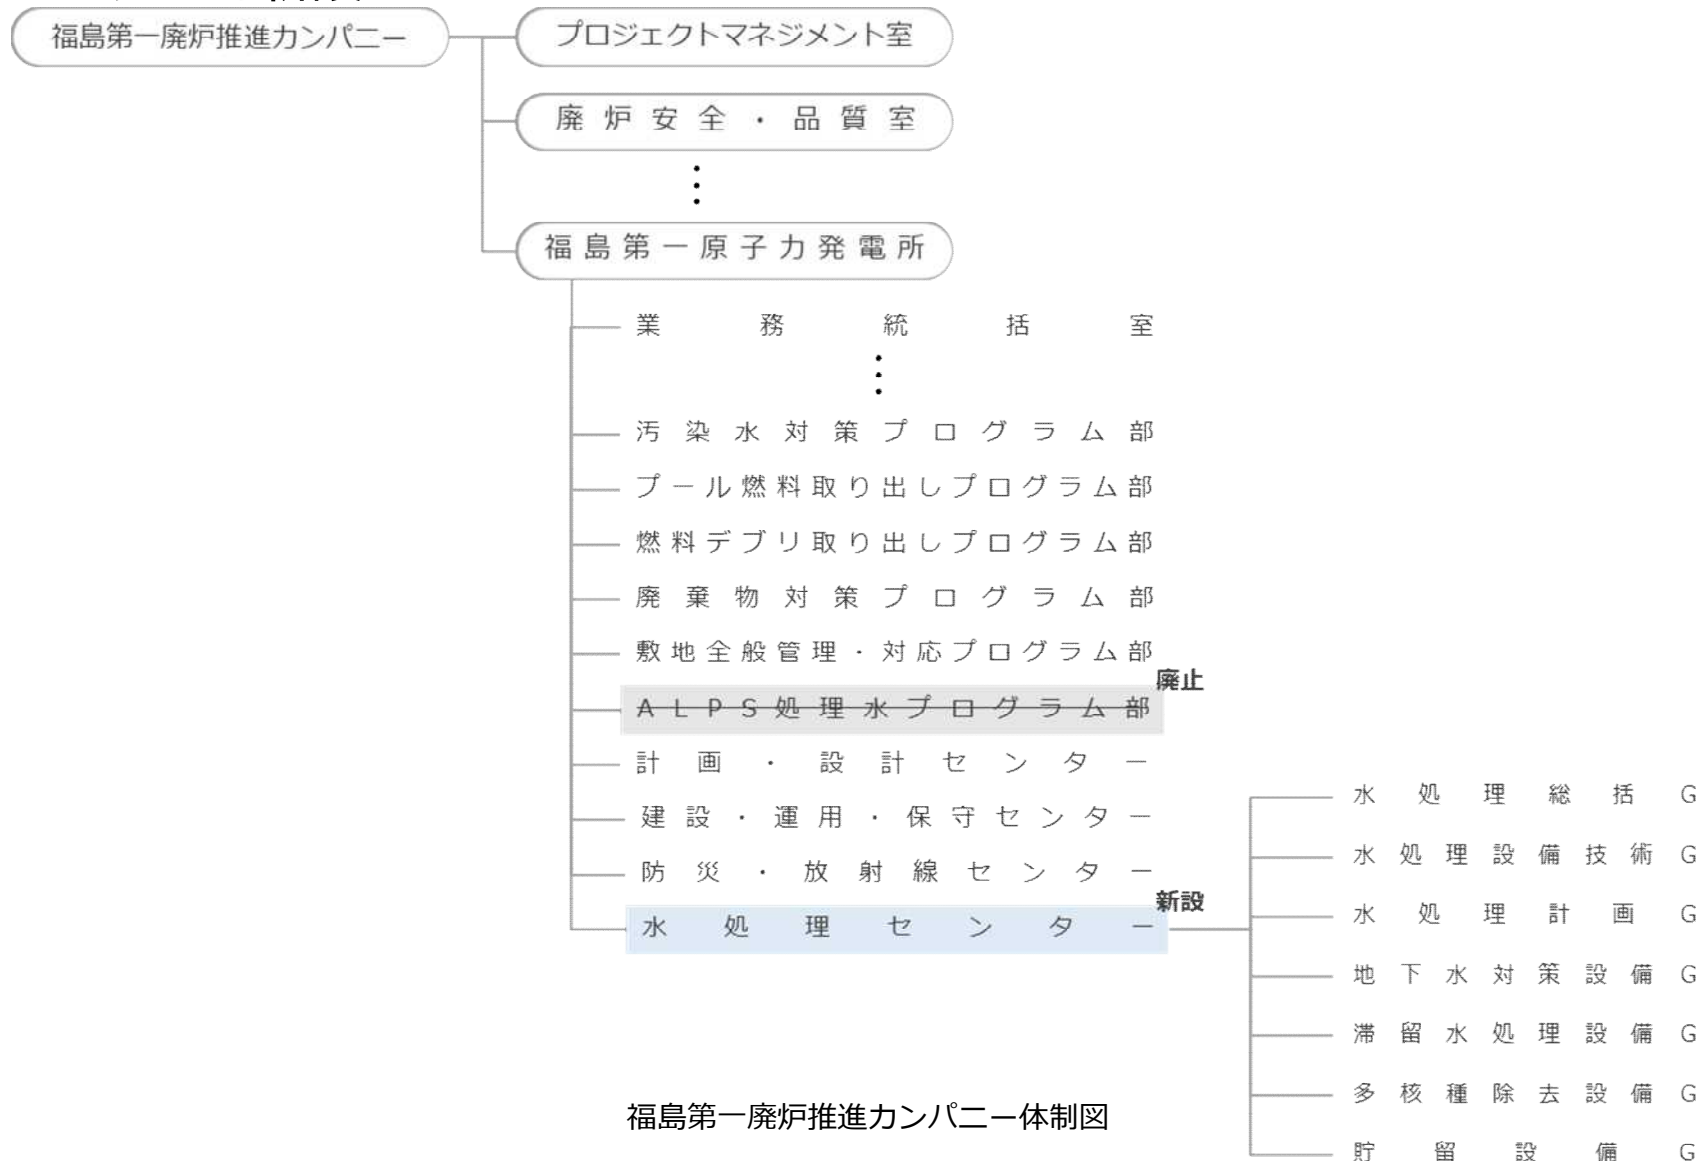 福島第一廃炉推進カンパニー
プロジェクトマネジメント室
廃炉安全・品質室
福島第一原子力発電所
業務統括室
汚染水対策プログラム部
プール燃料取り出しプログラム部
燃料デブリ取り出しプログラム部
廃棄物対策プログラム部
敷地全般管理・対応プログラム部
廃止
ALPS処理水プログラム部
計画・設計センター
建設・運用・保守センター
防災・放射線センター
新設
水処理センター
水処理総括G
水処理設備技術G
水処理計画G
地下水対策設備G
滞留水処理設備G
多核種除去設備G
貯留設備G
福島第一廃炉推進カンパニー体制図